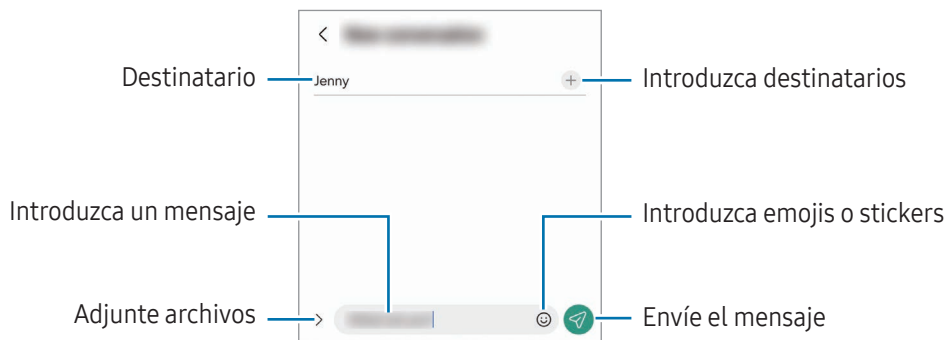 Destinatario
Jenny
Introduzca destinatarios
Introduzca un mensaje
Introduzca emojis o stickers
Adjunte archivos
Envíe el mensaje